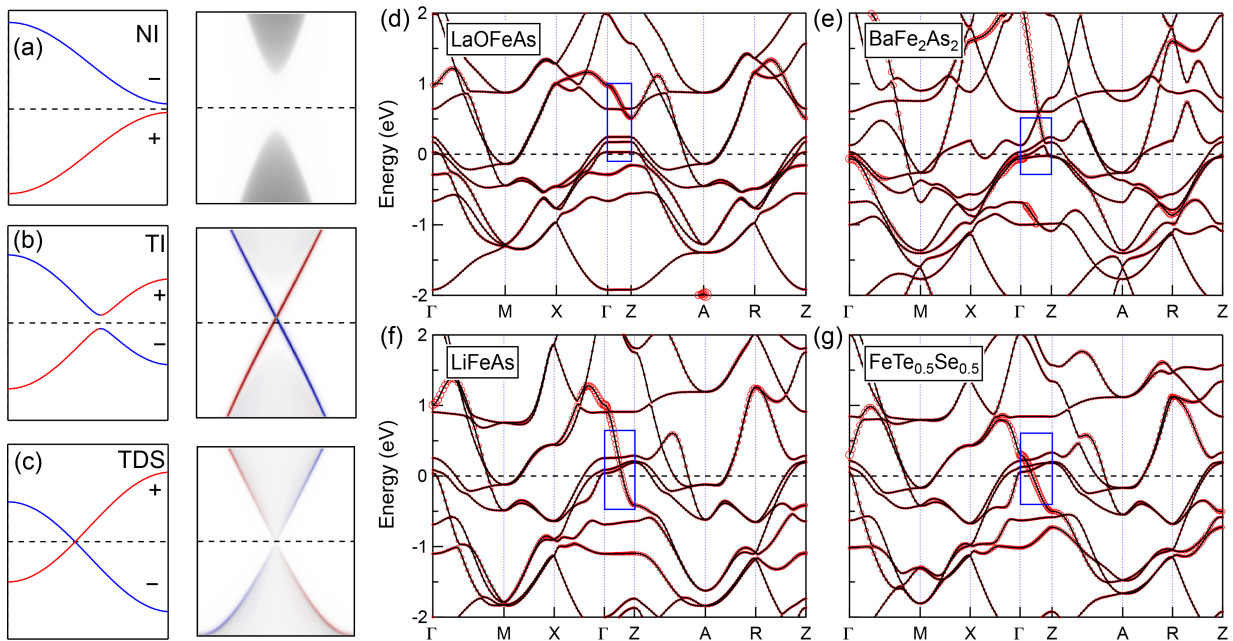 (a) NI
−
+
(b) TI
+
−
(c) TDS
+
−
(d) LaOFeAs
Energy (eV)
2
1
0
-1
-2
Γ M X Γ Z A R Z
(e) BaFe₂As₂
Γ M X Γ Z A R Z
(f) LiFeAs
Energy (eV)
2
1
0
-1
-2
Γ M X Γ Z A R Z
(g) FeTe₀.₅Se₀.₅
Γ M X Γ Z A R Z